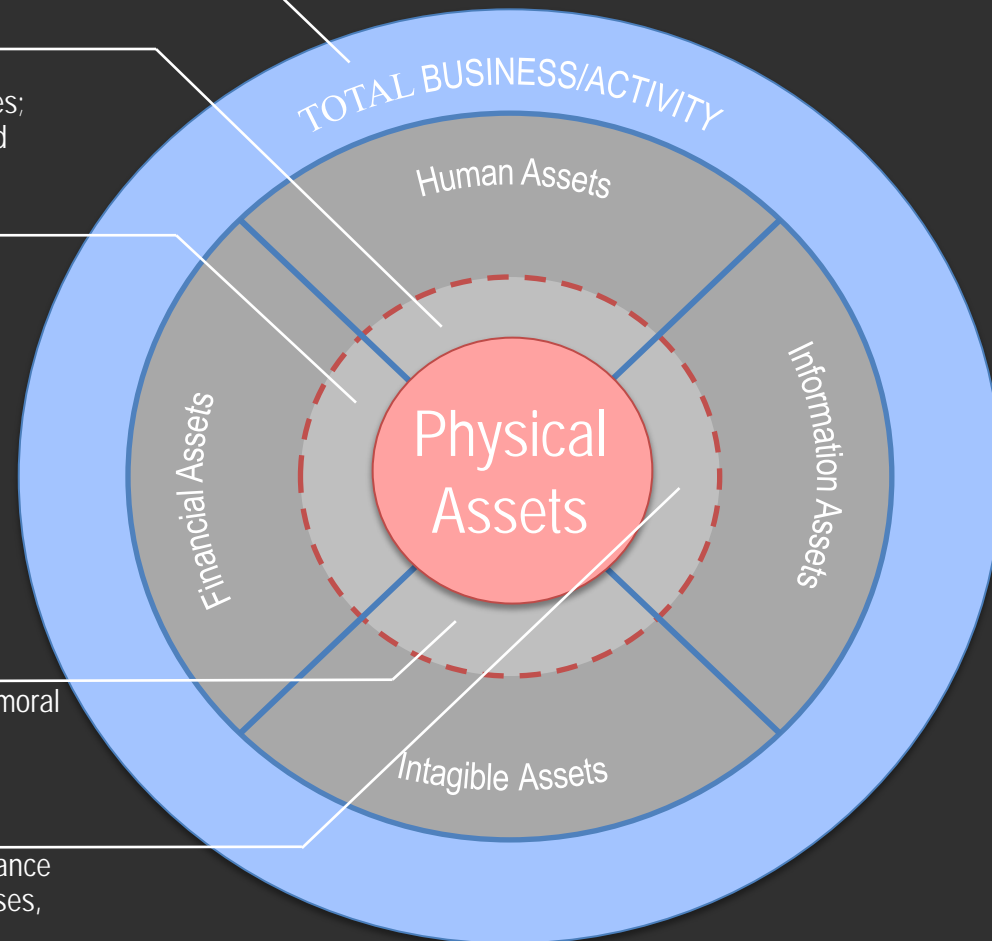 TOTAL BUSINESS/ACTIVITY
es;
d
Human Assets
Information Assets
Financial Assets
Physical
Assets
moral
Intagible Assets
ance
ses,